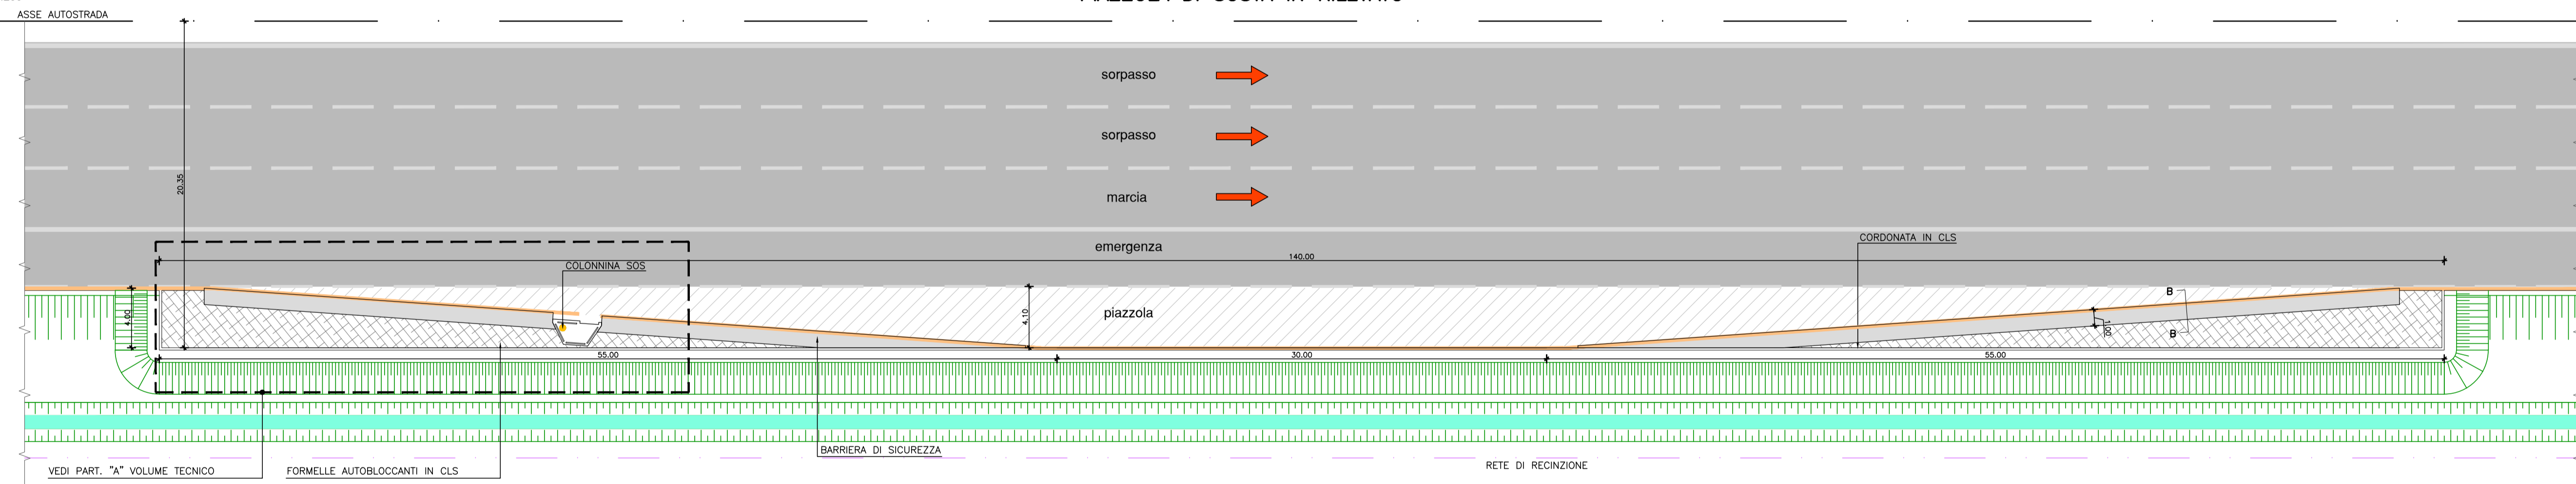 ASSE AUTOSTRADA
sorpasso
sorpasso
20.35
marcia
emergenza
CORDONATA IN CLS
140.00
COLONNINA SOS
B
4.00
4.10
piazzola
1.00
B
55.00
30.00
55.00
BARRIERA DI SICUREZZA
RETE DI RECINZIONE
VEDI PART. "A" VOLUME TECNICO
FORMELLE AUTOBLOCCANTI IN CLS